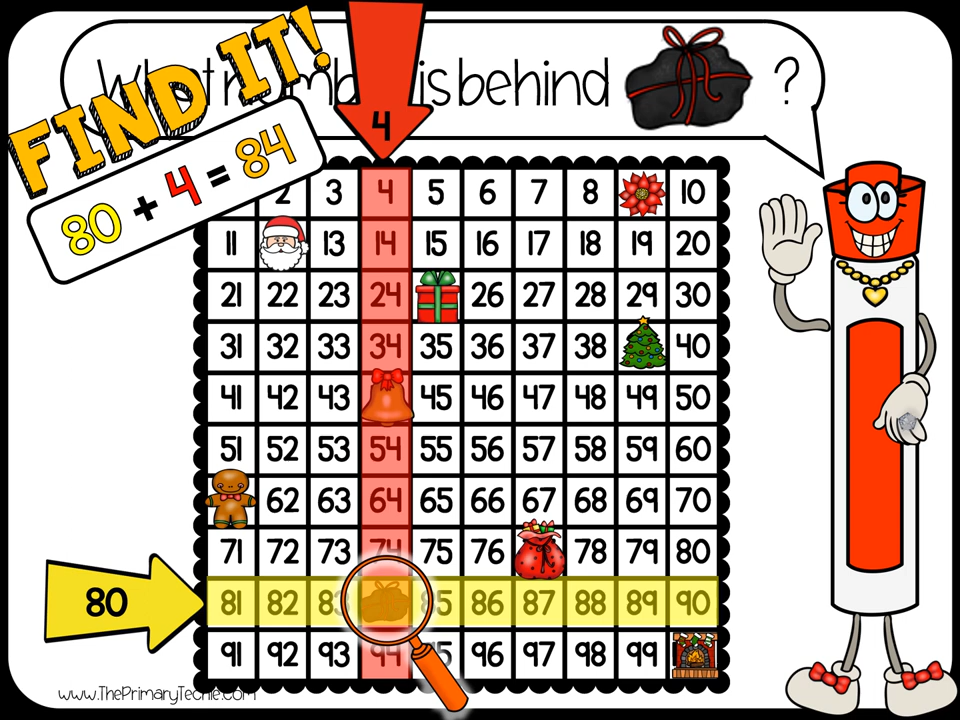 FIND IT!
What number is behind ?
4
80 + 4 = 84
2 3 4 5 6 7 8 10
11 13 14 15 16 17 18 19 20
21 22 23 24 26 27 28 29 30
31 32 33 34 35 36 37 38 40
41 42 43 45 46 47 48 49 50
51 52 53 54 55 56 57 58 59 60
62 63 64 65 66 67 68 69 70
71 72 73 74 75 76 78 79 80
80
81 82 83 85 86 87 88 89 90
91 92 93 94 95 96 97 98 99
www.ThePrimaryTechie.com